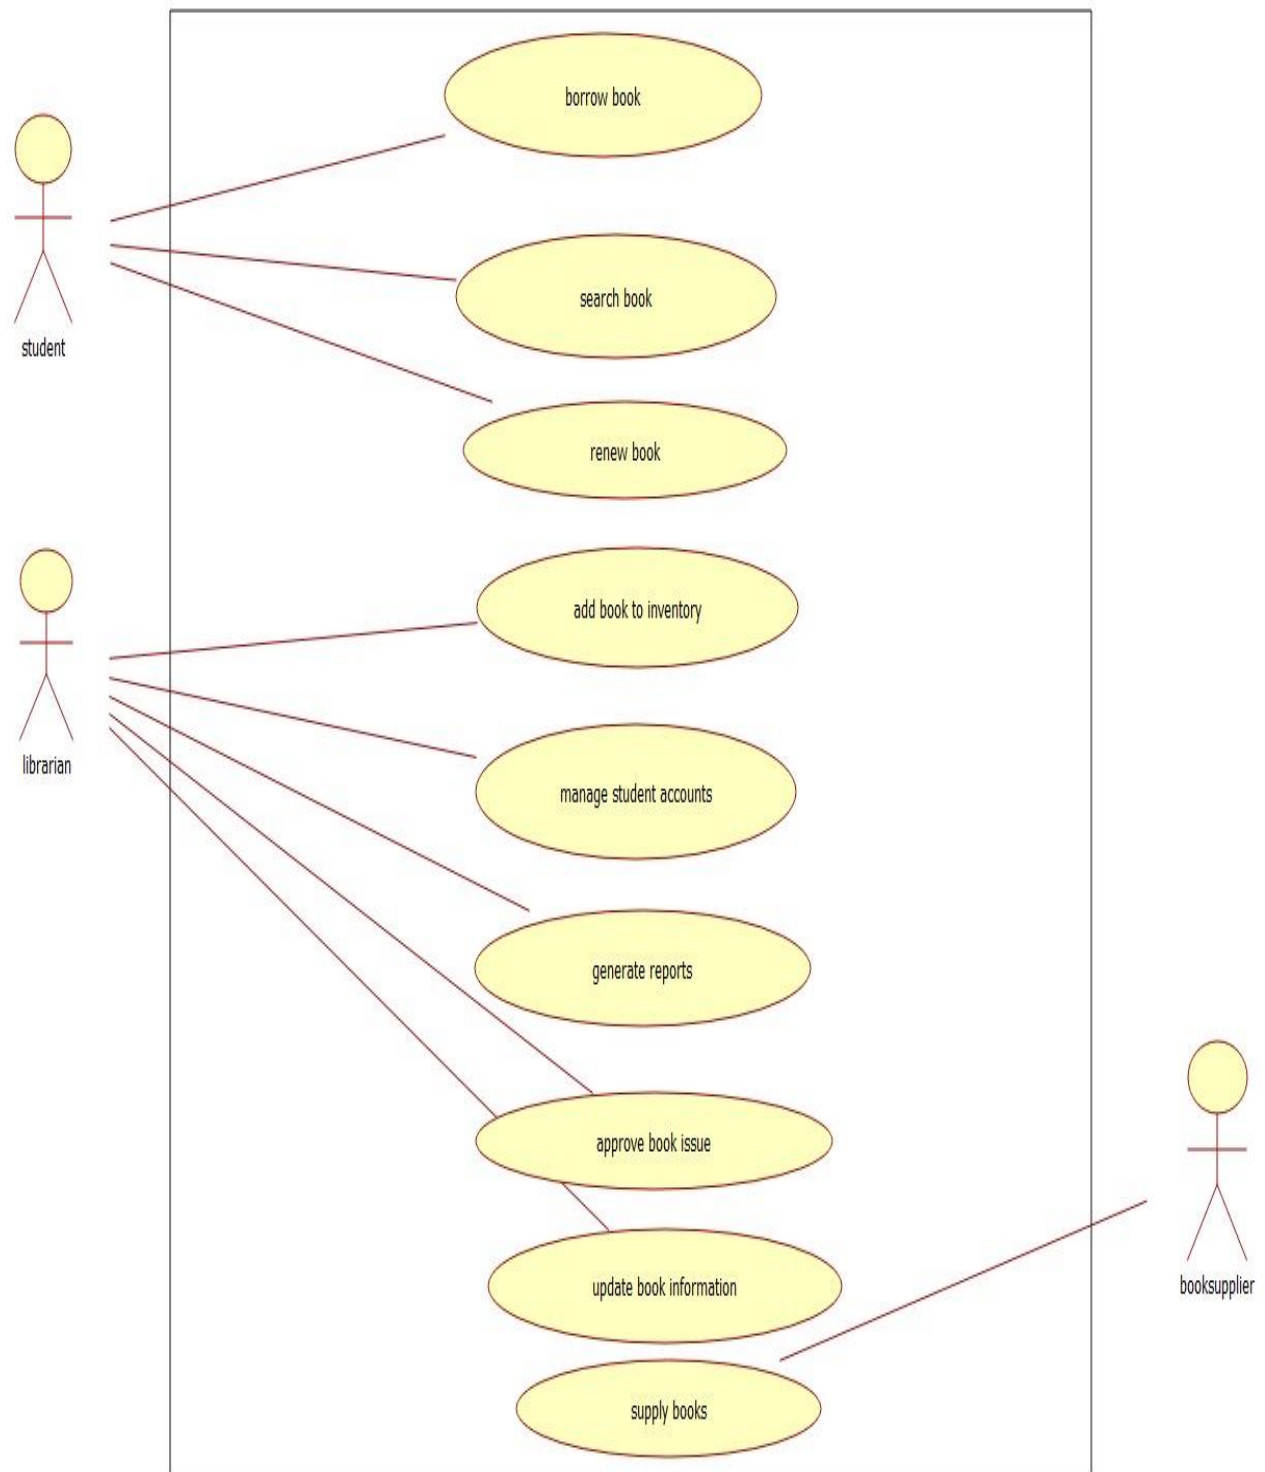 borrow book
student
search book
renew book
add book to inventory
librarian
manage student accounts
generate reports
approve book issue
booksupplier
update book information
supply books